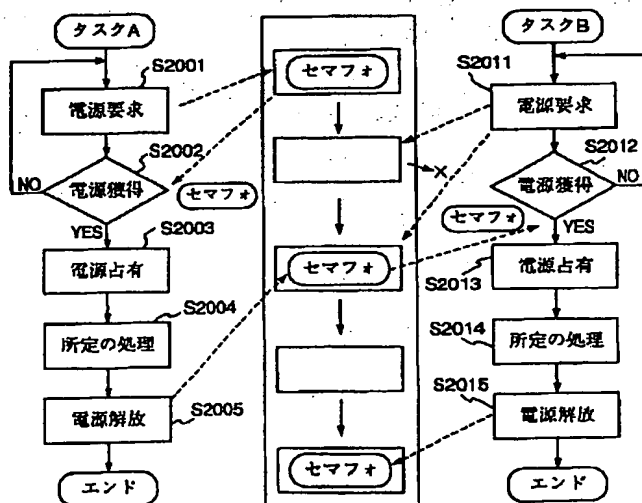 タスクA
S2001
電源要求
S2002
電源獲得
NO
セマフォ
YES
S2003
電源占有
S2004
所定の処理
電源解放
S2005
エンド
セマフォ
セマフォ
セマフォ
タスクB
S2011
電源要求
S2012
電源獲得
NO
セマフォ
YES
電源占有
S2013
S2014
所定の処理
S2015
電源解放
エンド